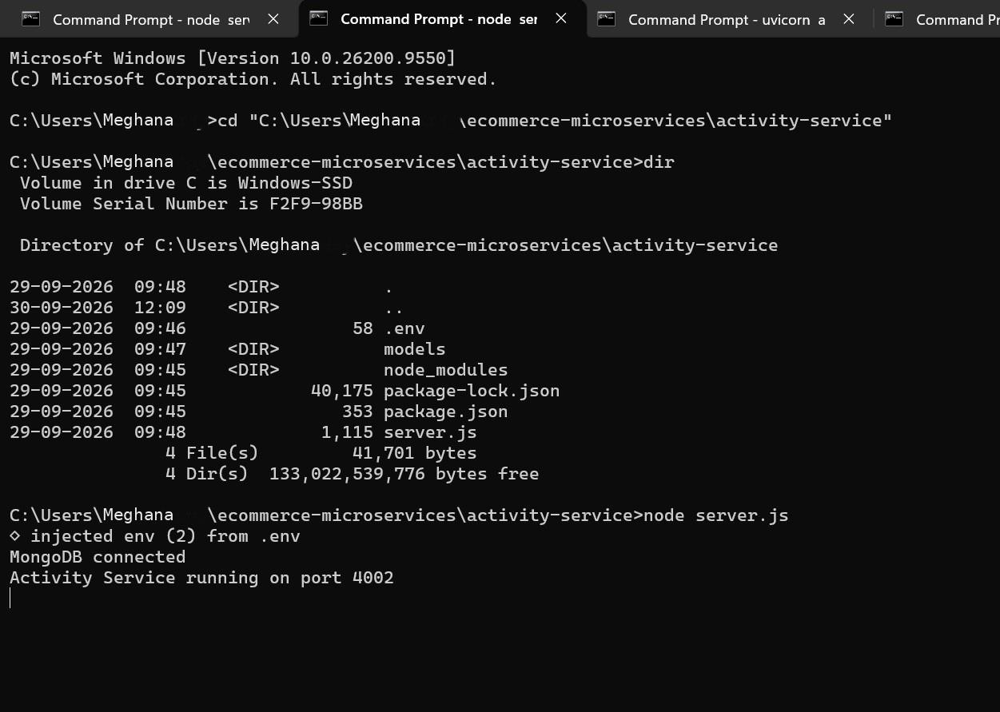 Command Prompt - node serv
Command Prompt - node ser
Command Prompt - uvicorn a
Command Pr
Microsoft Windows [Version 10.0.26200.9550]
(c) Microsoft Corporation. All rights reserved.
C:\Users\Meghana >cd "C:\Users\Meghana \ecommerce-microservices\activity-service"
C:\Users\Meghana \ecommerce-microservices\activity-service>dir
Volume in drive C is Windows-SSD
Volume Serial Number is F2F9-98BB
Directory of C:\Users\Meghana \ecommerce-microservices\activity-service
29-09-2026 09:48 <DIR> .
30-09-2026 12:09 <DIR> ..
29-09-2026 09:46 58 .env
29-09-2026 09:47 <DIR> models
29-09-2026 09:45 <DIR> node_modules
29-09-2026 09:45 40,175 package-lock.json
29-09-2026 09:45 353 package.json
29-09-2026 09:48 1,115 server.js
4 File(s) 41,701 bytes
4 Dir(s) 133,022,539,776 bytes free
C:\Users\Meghana \ecommerce-microservices\activity-service>node server.js
◇ injected env (2) from .env
MongoDB connected
Activity Service running on port 4002